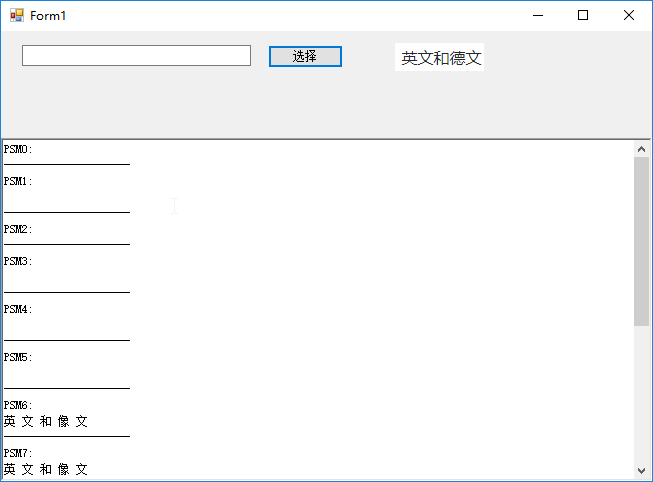 Form1
选择
英文和德文
PSM0:
PSM1:
PSM2:
PSM3:
PSM4:
PSM5:
PSM6:
英 文 和 像 文
PSM7:
英 文 和 像 文